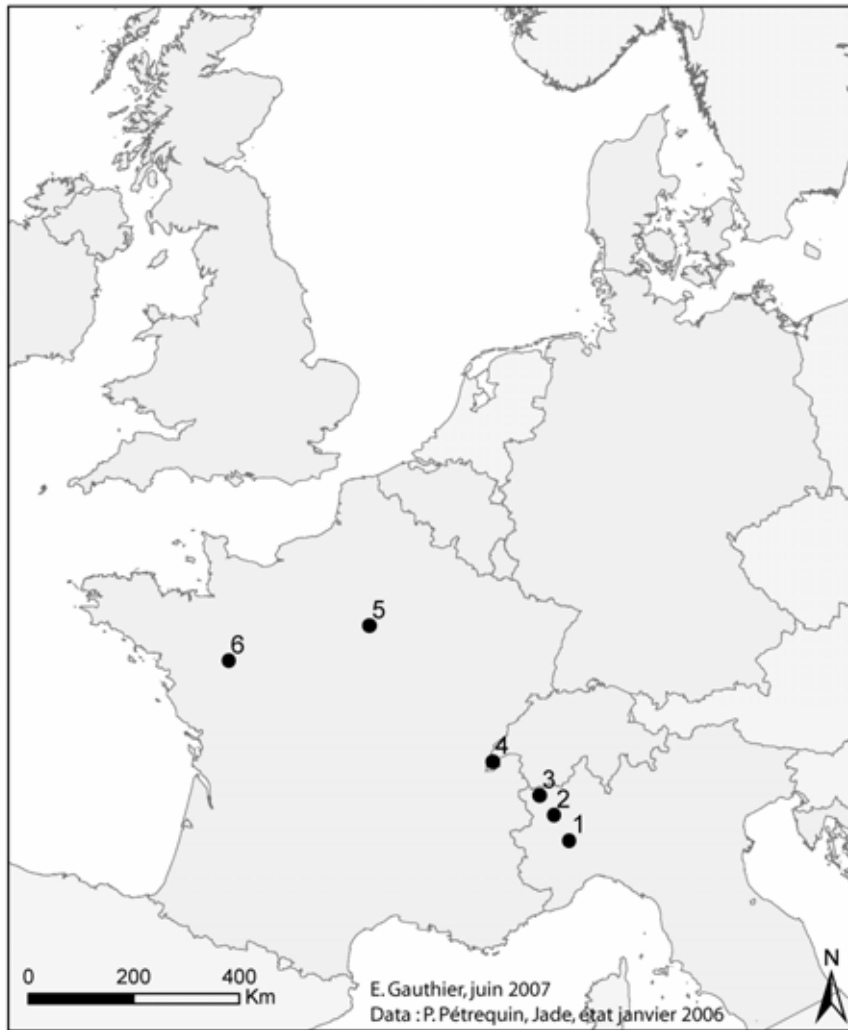 5
6
4
3
2
1
N
0 200 400
Km
E. Gauthier, juin 2007
Data : P. Pétrequin, Jade, état janvier 2006